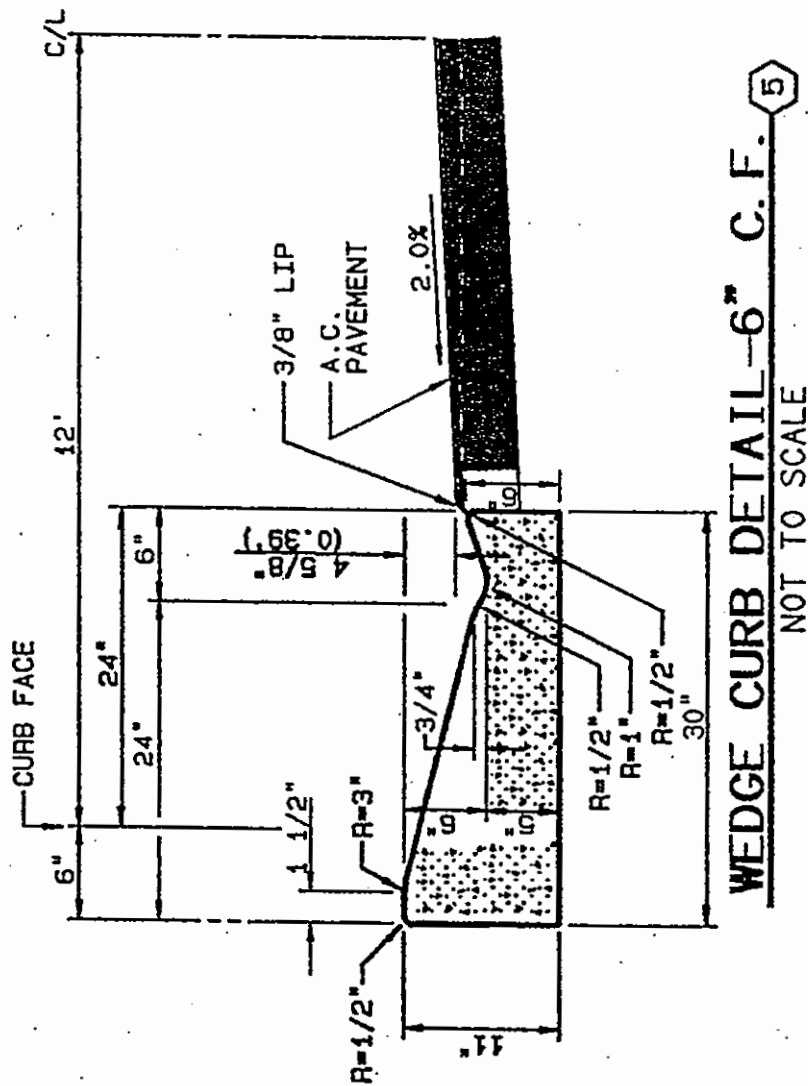 C/L
12'
CURB FACE
24"
6"
24"
6"
1 1/2"
4 5/8"
(0.39')
3/8" LIP
A.C.
PAVEMENT
2.0%
R=3"
R=1/2"
3/4"
6"
11"
R=1/2"
R=1"
R=1/2"
30"
WEDGE CURB DETAIL-6" C.F.
5
NOT TO SCALE